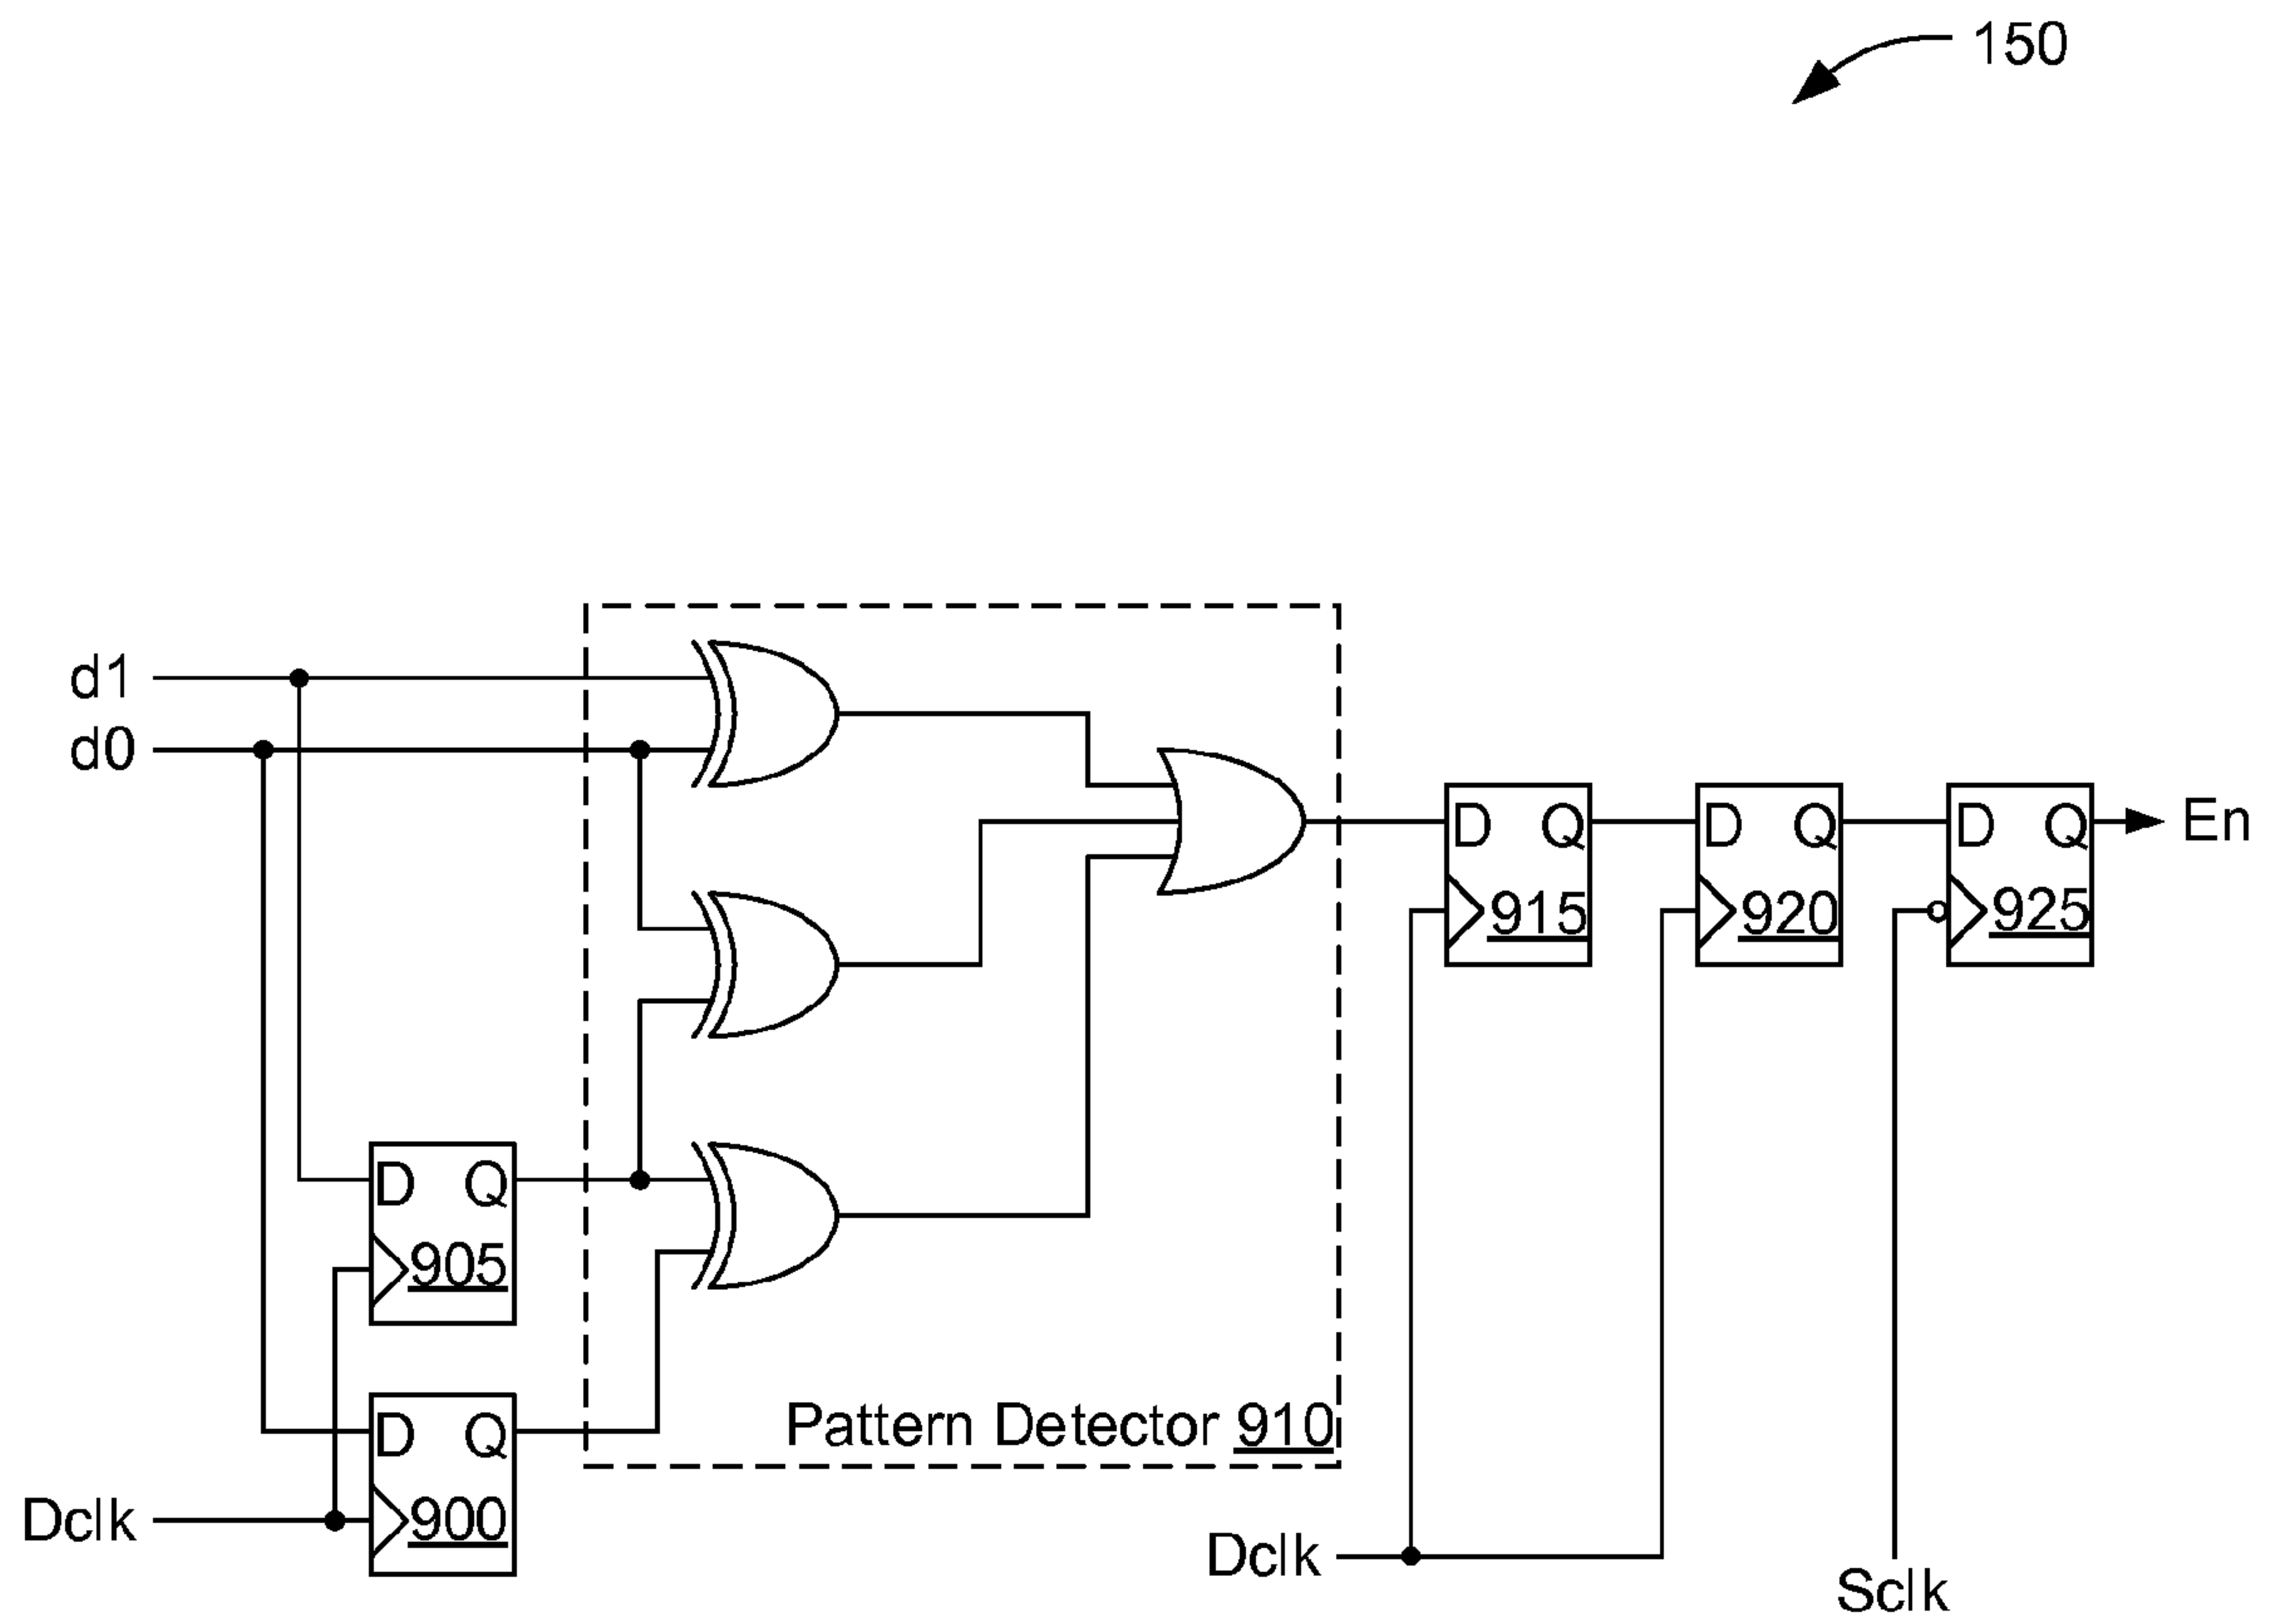 150
d1
d0
D Q
915
D Q
920
D Q
925
En
D Q
905
D Q
900
Pattern Detector 910
Dclk
Dclk
Sclk